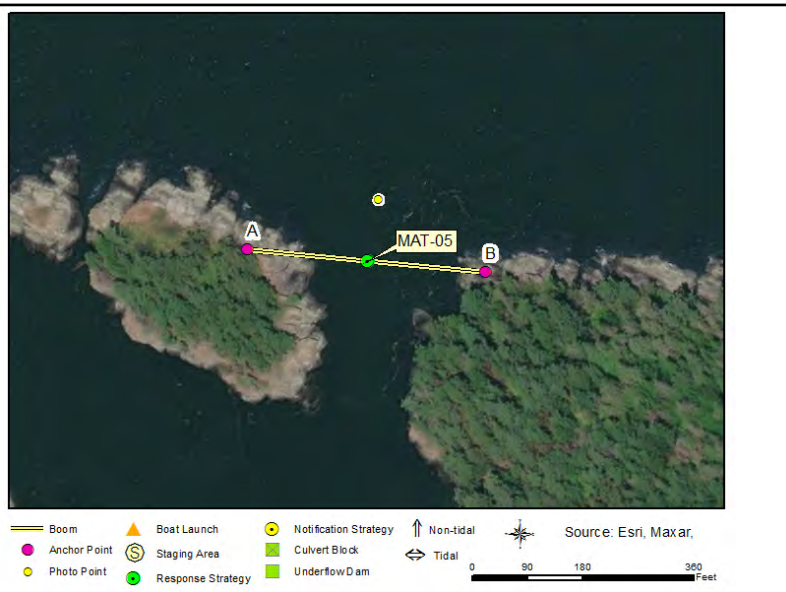 A
MAT-05
B
Boom
Boat Launch
Notification Strategy
Non-tidal
Source: Esri, Maxar,
Anchor Point
S
Staging Area
Culvert Block
Tidal
Photo Point
Response Strategy
Underflow Dam
0 90 180 360
Feet